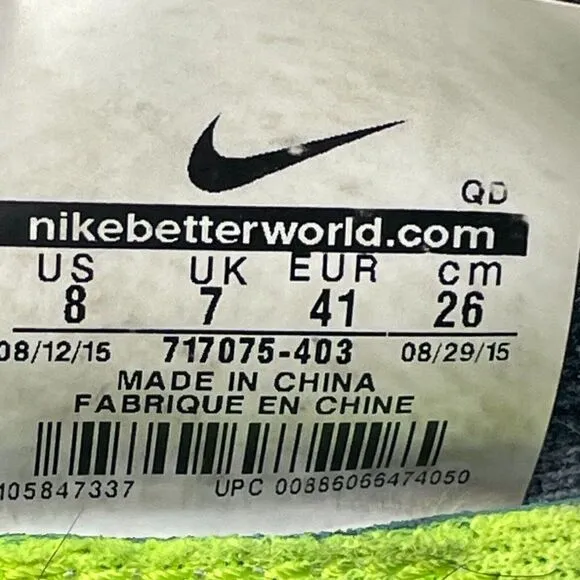 QD
nikebetterworld.com
US UK EUR cm
8 7 41 26
08/12/15 717075-403 08/29/15
MADE IN CHINA
FABRIQUE EN CHINE
105847337 UPC 00886066474050